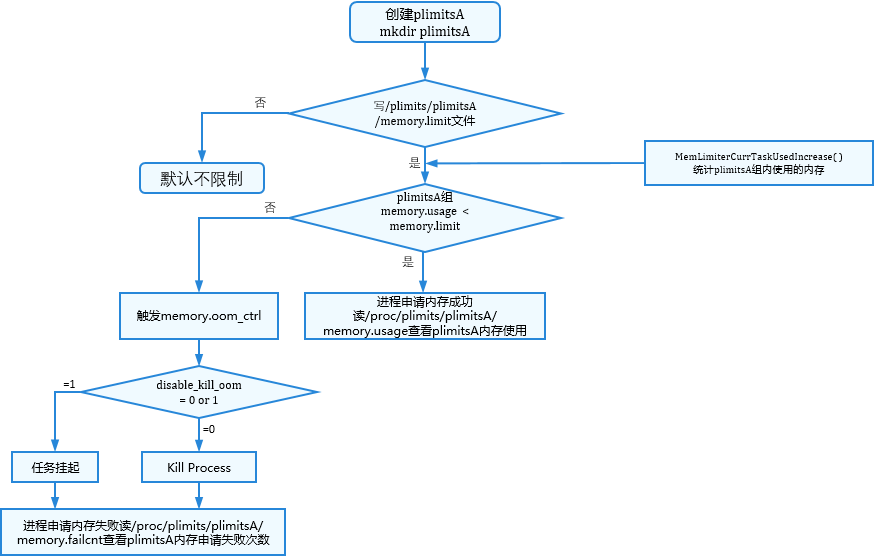 创建plimitsA
mkdir plimitsA
否
写/plimits/plimitsA
/memory.limit文件
是
MemLimiterCurrTaskUsedIncrease()
统计plimitsA组内使用的内存
默认不限制
plimitsA组
memory.usage <
memory.limit
否
是
触发memory.oom_ctrl
进程申请内存成功
读/proc/plimits/plimitsA/
memory.usage查看plimitsA内存使用
=1
disable_kill_oom
= 0 or 1
=0
任务挂起
Kill Process
进程申请内存失败读/proc/plimits/plimitsA/
memory.failcnt查看plimitsA内存申请失败次数